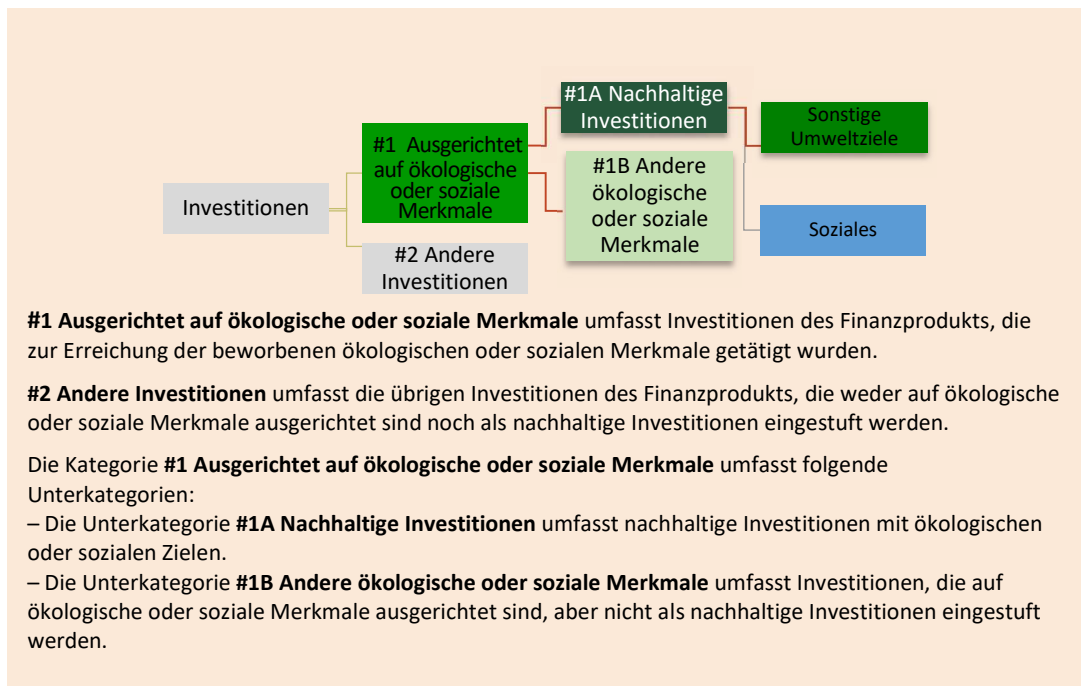 #1A Nachhaltige
Investitionen
Sonstige
Umweltziele
#1 Ausgerichtet
auf ökologische
oder soziale
Merkmale
#1B Andere
ökologische
oder soziale
Merkmale
Investitionen
Soziales
#2 Andere
Investitionen
#1 Ausgerichtet auf ökologische oder soziale Merkmale umfasst Investitionen des Finanzprodukts, die
zur Erreichung der beworbenen ökologischen oder sozialen Merkmale getätigt wurden.
#2 Andere Investitionen umfasst die übrigen Investitionen des Finanzprodukts, die weder auf ökologische
oder soziale Merkmale ausgerichtet sind noch als nachhaltige Investitionen eingestuft werden.
Die Kategorie #1 Ausgerichtet auf ökologische oder soziale Merkmale umfasst folgende
Unterkategorien:
– Die Unterkategorie #1A Nachhaltige Investitionen umfasst nachhaltige Investitionen mit ökologischen
oder sozialen Zielen.
– Die Unterkategorie #1B Andere ökologische oder soziale Merkmale umfasst Investitionen, die auf
ökologische oder soziale Merkmale ausgerichtet sind, aber nicht als nachhaltige Investitionen eingestuft
werden.